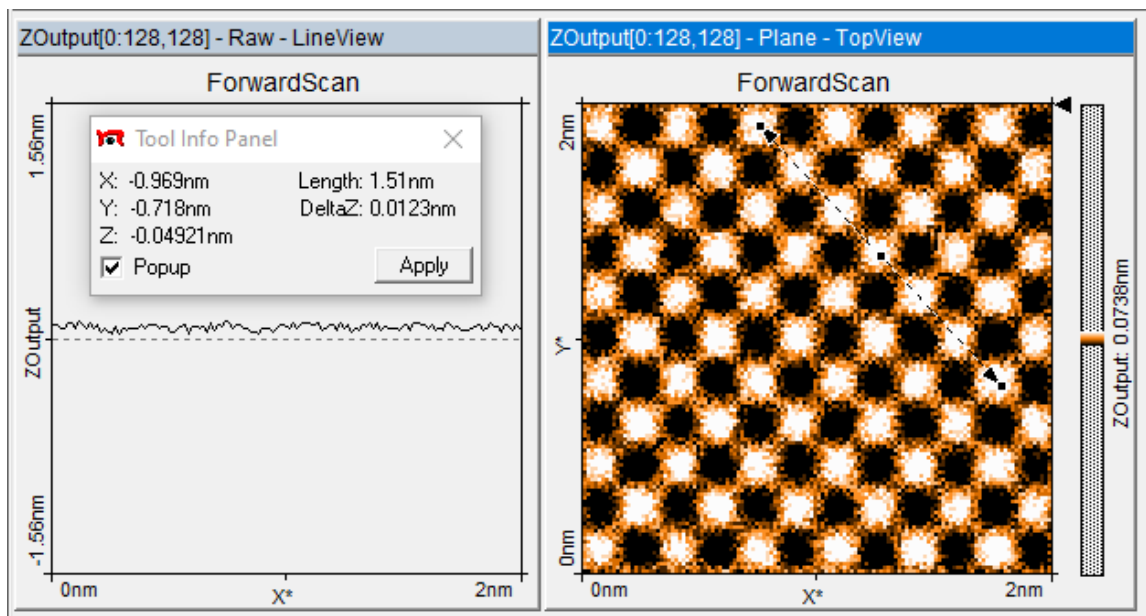 ZOutput[0:128,128] - Raw - LineView
ForwardScan
1.56nm
ZOutput
-1.56nm
Tool Info Panel
X: -0.969nm
Length: 1.51nm
Y: -0.718nm
DeltaZ: 0.0123nm
Z: -0.04921nm
Popup
Apply
0nm
X*
2nm
ZOutput[0:128,128] - Plane - TopView
ForwardScan
2nm
Y*
0nm
0nm
X*
2nm
ZOutput: 0.0738nm